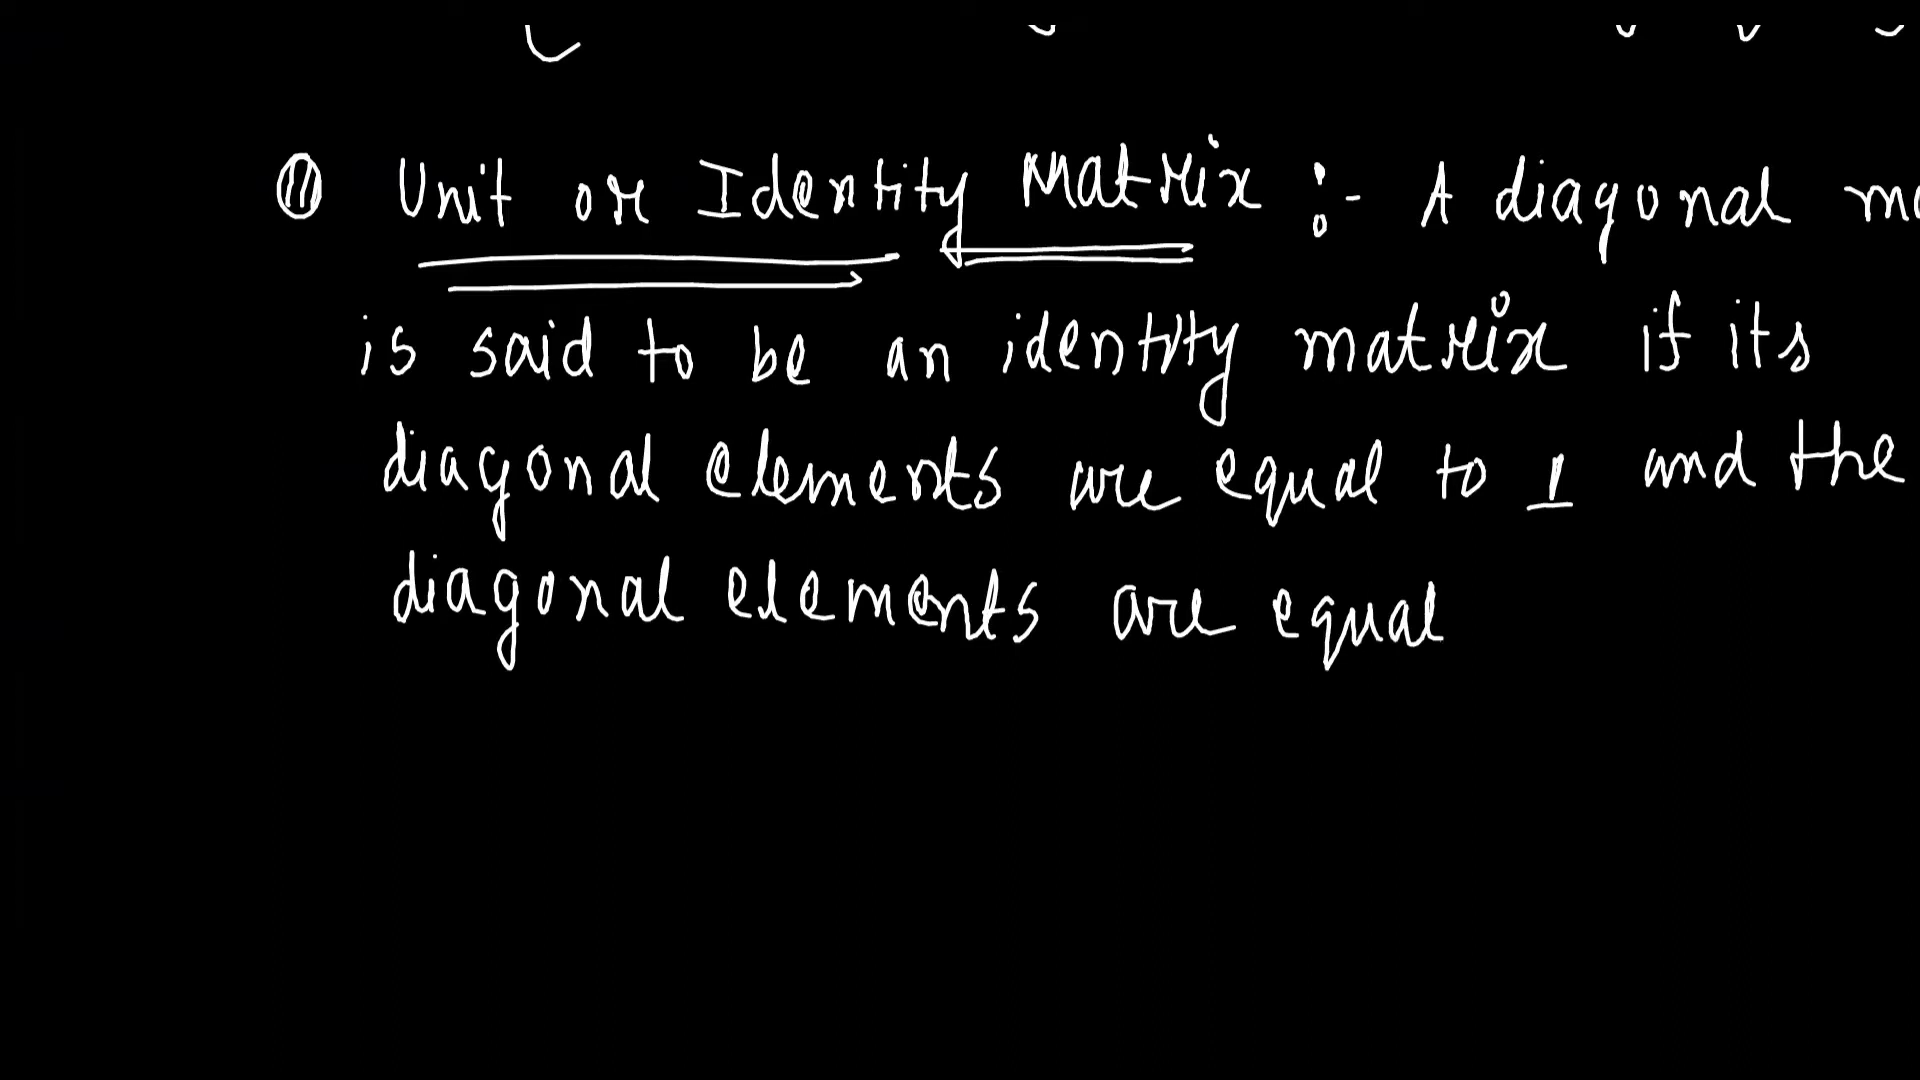 11 Unit or Identity Matrix :- A diagonal
is said to be an identity matrix if its
diagonal elements are equal to 1 and the
diagonal elements are equal